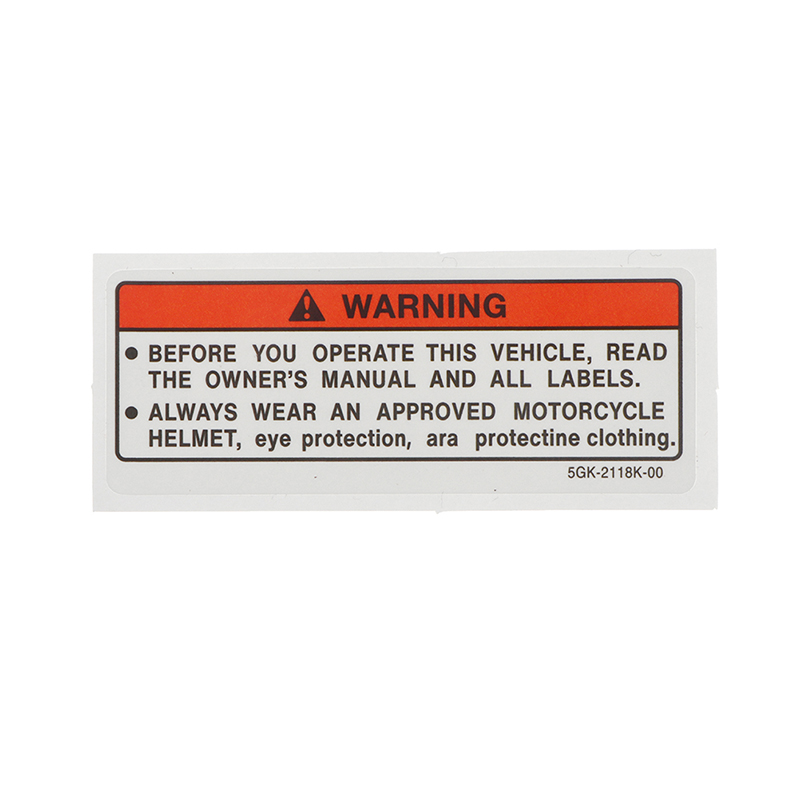 WARNING
● BEFORE YOU OPERATE THIS VEHICLE, READ
THE OWNER'S MANUAL AND ALL LABELS.
● ALWAYS WEAR AN APPROVED MOTORCYCLE
HELMET, eye protection, ara protectine clothing.
5GK-2118K-00